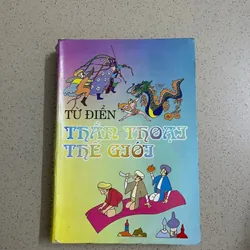 TỪ ĐIỂN
THẦN THOẠI
THẾ GIỚI